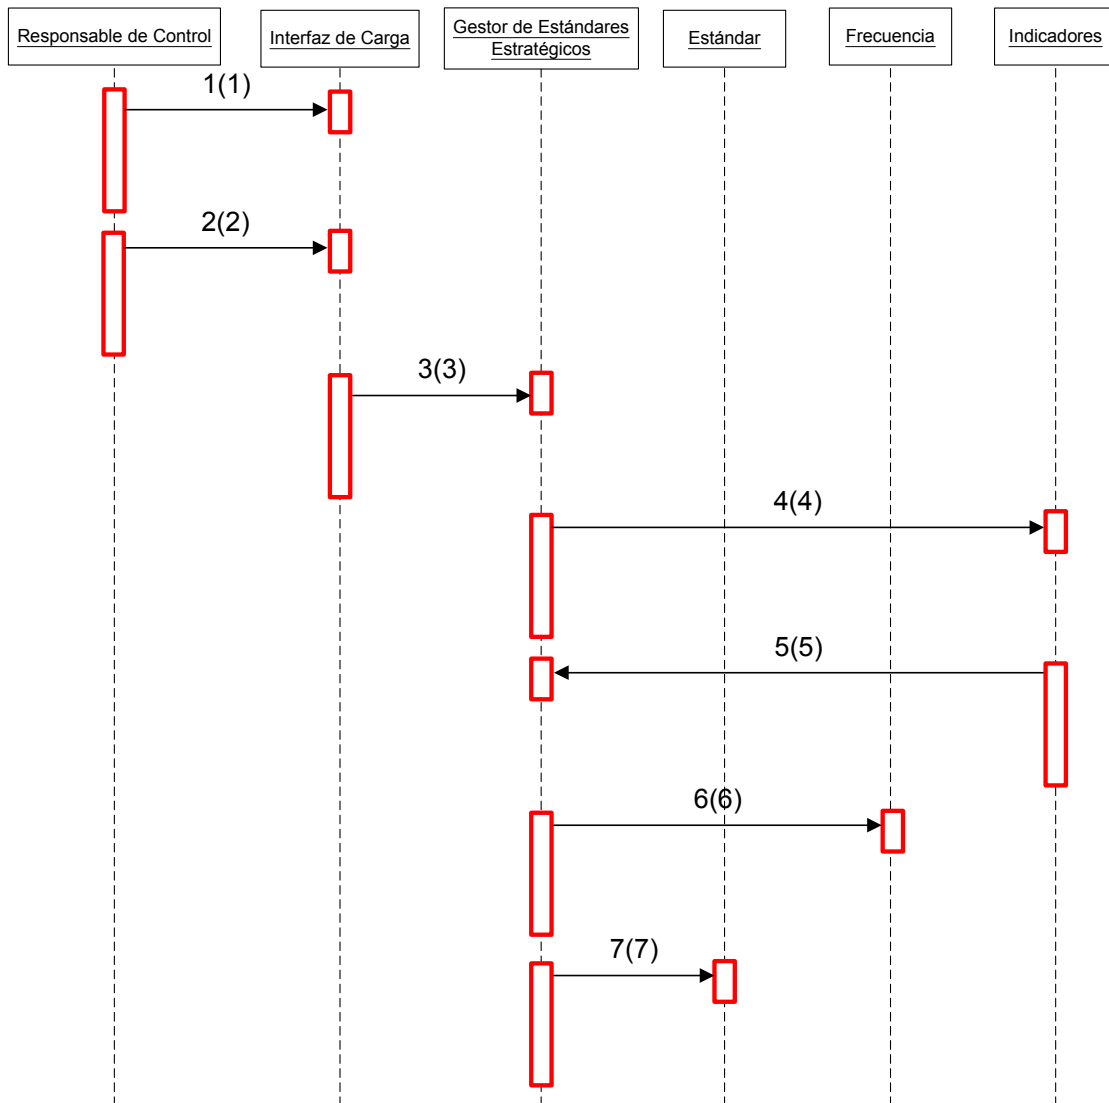 Responsable de Control
Interfaz de Carga
Gestor de Estándares
Estratégicos
Estándar
Frecuencia
Indicadores
1(1)
2(2)
3(3)
4(4)
5(5)
6(6)
7(7)